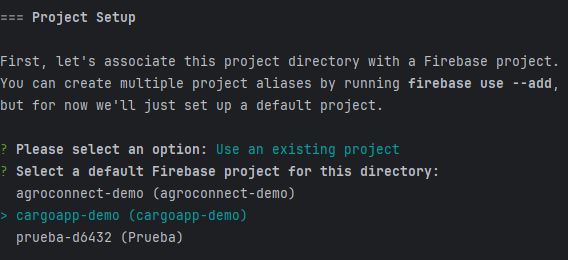 === Project Setup
First, let's associate this project directory with a Firebase project.
You can create multiple project aliases by running firebase use --add,
but for now we'll just set up a default project.
? Please select an option: Use an existing project
? Select a default Firebase project for this directory:
agroconnect-demo (agroconnect-demo)
> cargoapp-demo (cargoapp-demo)
prueba-d6432 (Prueba)